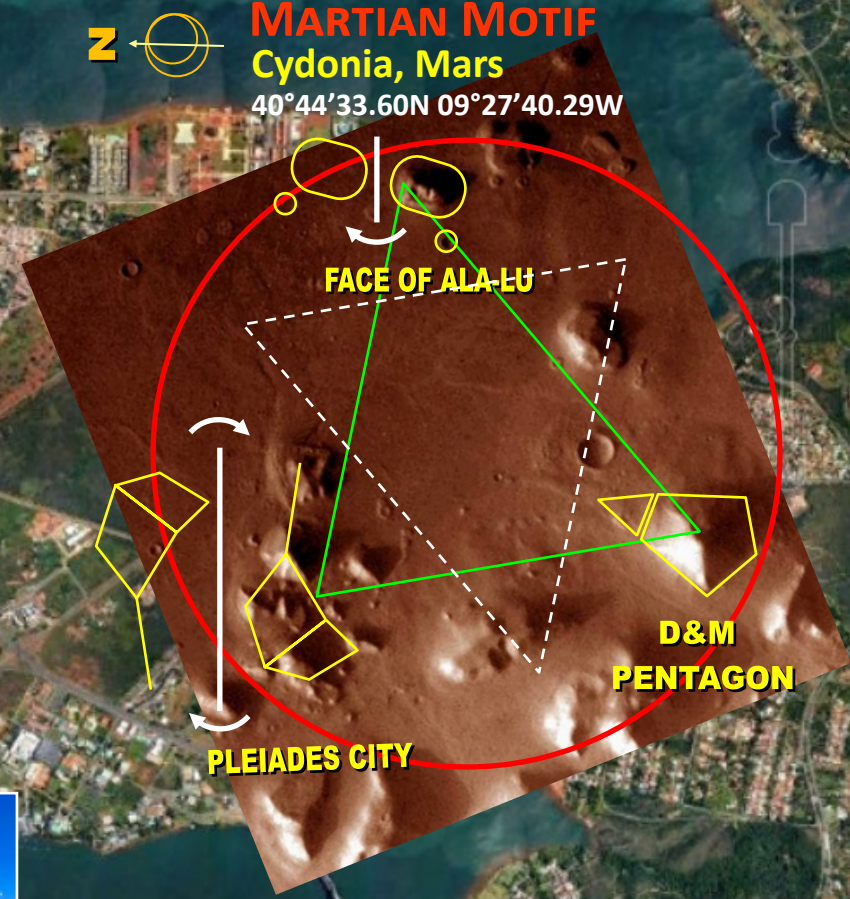 MARTIAN MOTIF
N
Cydonia, Mars
40°44’33.60N 09°27’40.29W
FACE OF ALA-LU
D&M
PENTAGON
PLEIADES CITY